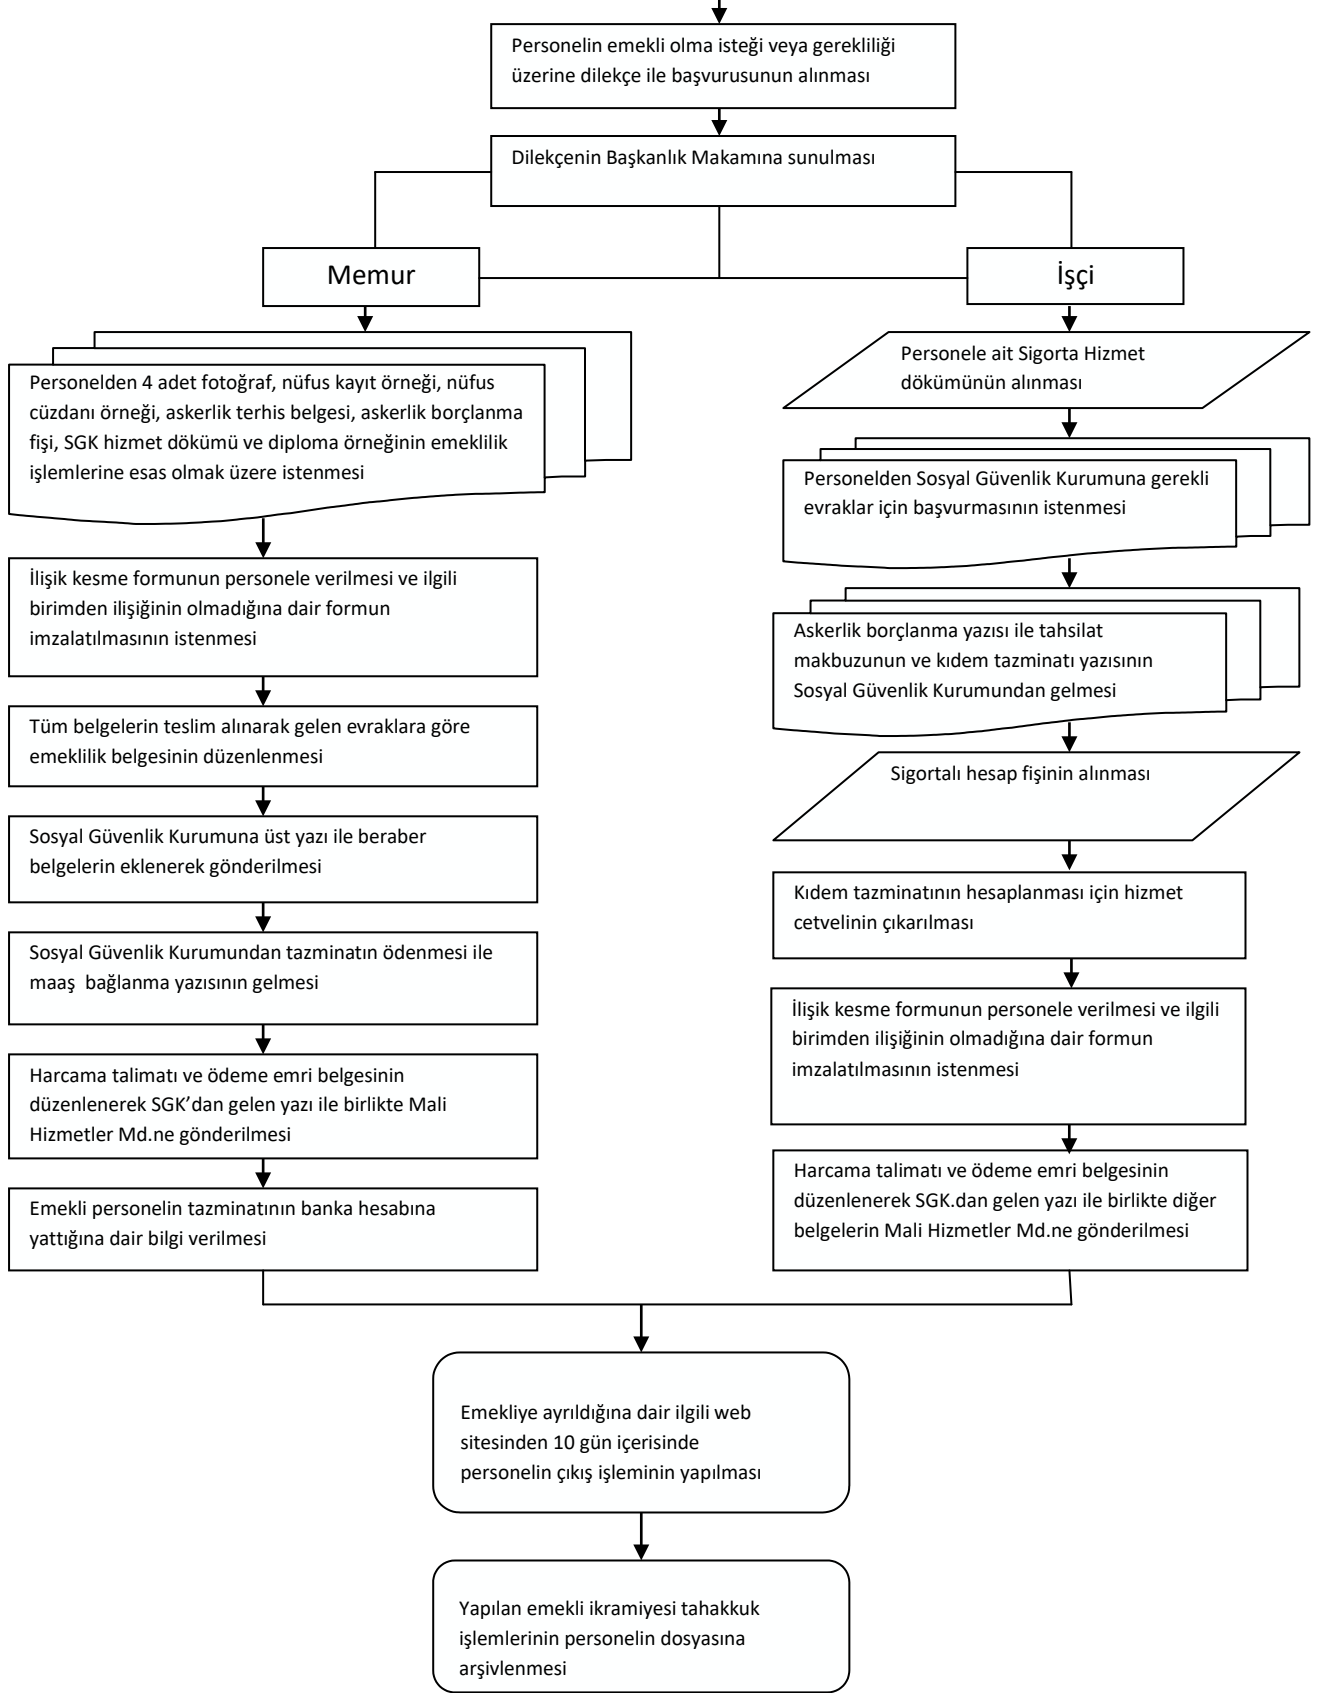 Personelin emekli olma isteği veya gerekliliği
üzerine dilekçe ile başvurusunun alınması
Dilekçenin Başkanlık Makamına sunulması
Memur
İşçi
Personelden 4 adet fotoğraf, nüfus kayıt örneği, nüfus
cüzdanı örneği, askerlik terhis belgesi, askerlik borçlanma
fişi, SGK hizmet dökümü ve diploma örneğinin emeklilik
işlemlerine esas olmak üzere istenmesi
İlişik kesme formunun personele verilmesi ve ilgili
birimden ilişiğinin olmadığına dair formun
imzalatılmasının istenmesi
Tüm belgelerin teslim alınarak gelen evraklara göre
emeklilik belgesinin düzenlenmesi
Sosyal Güvenlik Kurumuna üst yazı ile beraber
belgelerin eklenerek gönderilmesi
Sosyal Güvenlik Kurumundan tazminatın ödenmesi ile
maaş  bağlanma yazısının gelmesi
Harcama talimatı ve ödeme emri belgesinin
düzenlenerek SGK’dan gelen yazı ile birlikte Mali
Hizmetler Md.ne gönderilmesi
Emekli personelin tazminatının banka hesabına
yattığına dair bilgi verilmesi
Personele ait Sigorta Hizmet
dökümünün alınması
Personelden Sosyal Güvenlik Kurumuna gerekli
evraklar için başvurmasının istenmesi
Askerlik borçlanma yazısı ile tahsilat
makbuzunun ve kıdem tazminatı yazısının
Sosyal Güvenlik Kurumundan gelmesi
Sigortalı hesap fişinin alınması
Kıdem tazminatının hesaplanması için hizmet
cetvelinin çıkarılması
İlişik kesme formunun personele verilmesi ve ilgili
birimden ilişiğinin olmadığına dair formun
imzalatılmasının istenmesi
Harcama talimatı ve ödeme emri belgesinin
düzenlenerek SGK.dan gelen yazı ile birlikte diğer
belgelerin Mali Hizmetler Md.ne gönderilmesi
Emekliye ayrıldığına dair ilgili web
sitesinden 10 gün içerisinde
personelin çıkış işleminin yapılması
Yapılan emekli ikramiyesi tahakkuk
işlemlerinin personelin dosyasına
arşivlenmesi